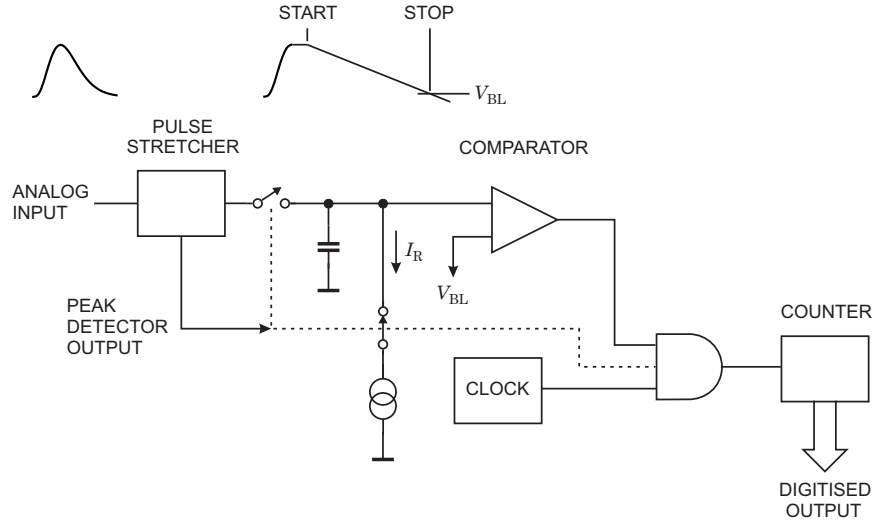 START
STOP
V_BL
PULSE
STRETCHER
COMPARATOR
ANALOG
INPUT
I_R
V_BL
PEAK
DETECTOR
OUTPUT
COUNTER
CLOCK
DIGITISED
OUTPUT